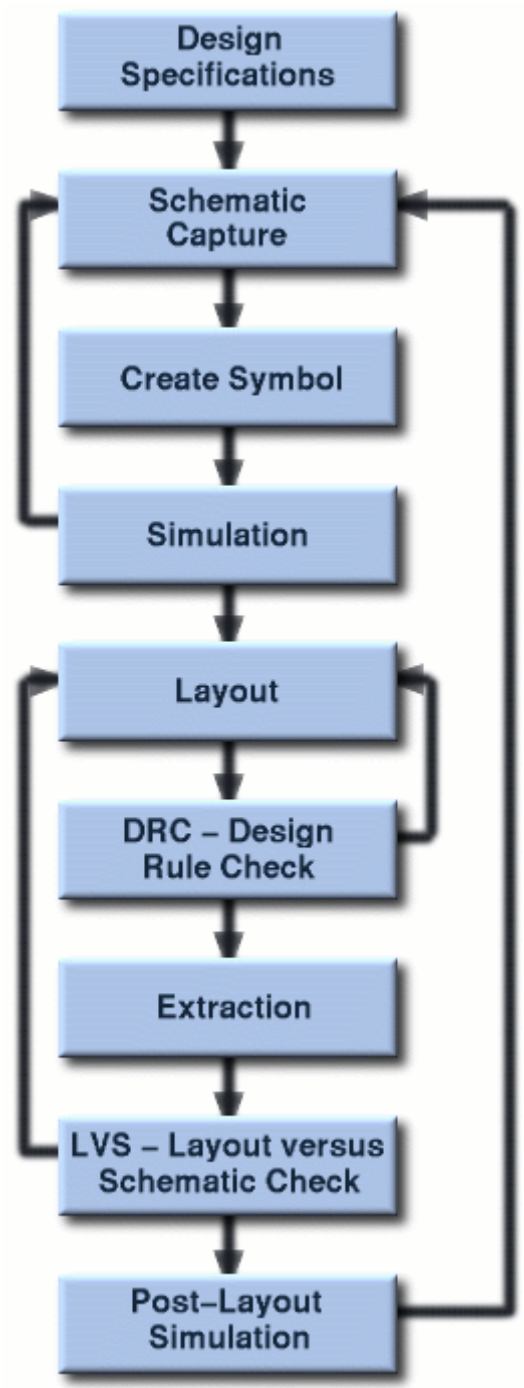 Design
Specifications
Schematic
Capture
Create Symbol
Simulation
Layout
DRC – Design
Rule Check
Extraction
LVS – Layout versus
Schematic Check
Post–Layout
Simulation